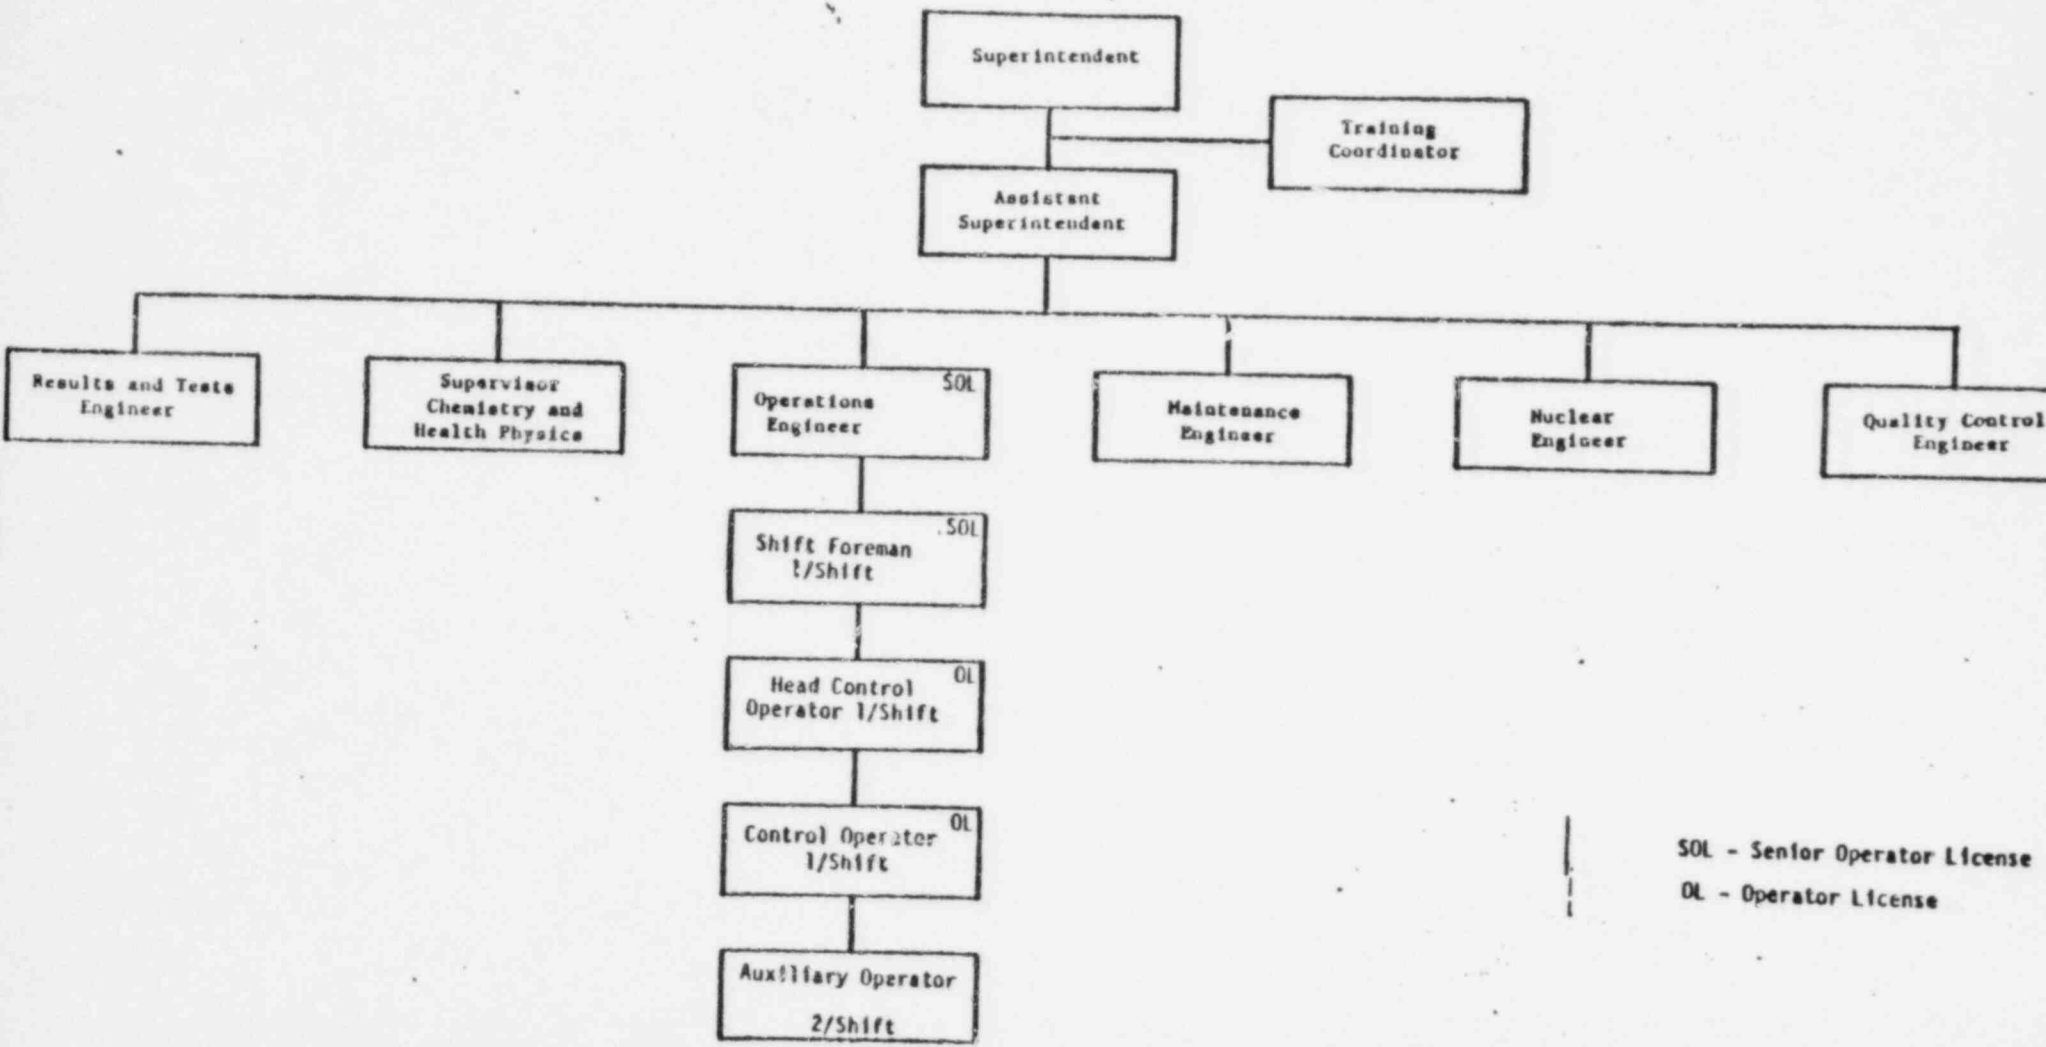 Superintendent
Training
Coordinator
Assistant
Superintendent
Results and Tests
Engineer
Supervisor
Chemistry and
Health Physics
SOL
Operations
Engineer
Maintenance
Engineer
Nuclear
Engineer
Quality Control
Engineer
SOL
Shift Foreman
1/Shift
OL
Head Control
Operator 1/Shift
OL
Control Operator
1/Shift
Auxiliary Operator
2/Shift
SOL - Senior Operator License
OL - Operator License